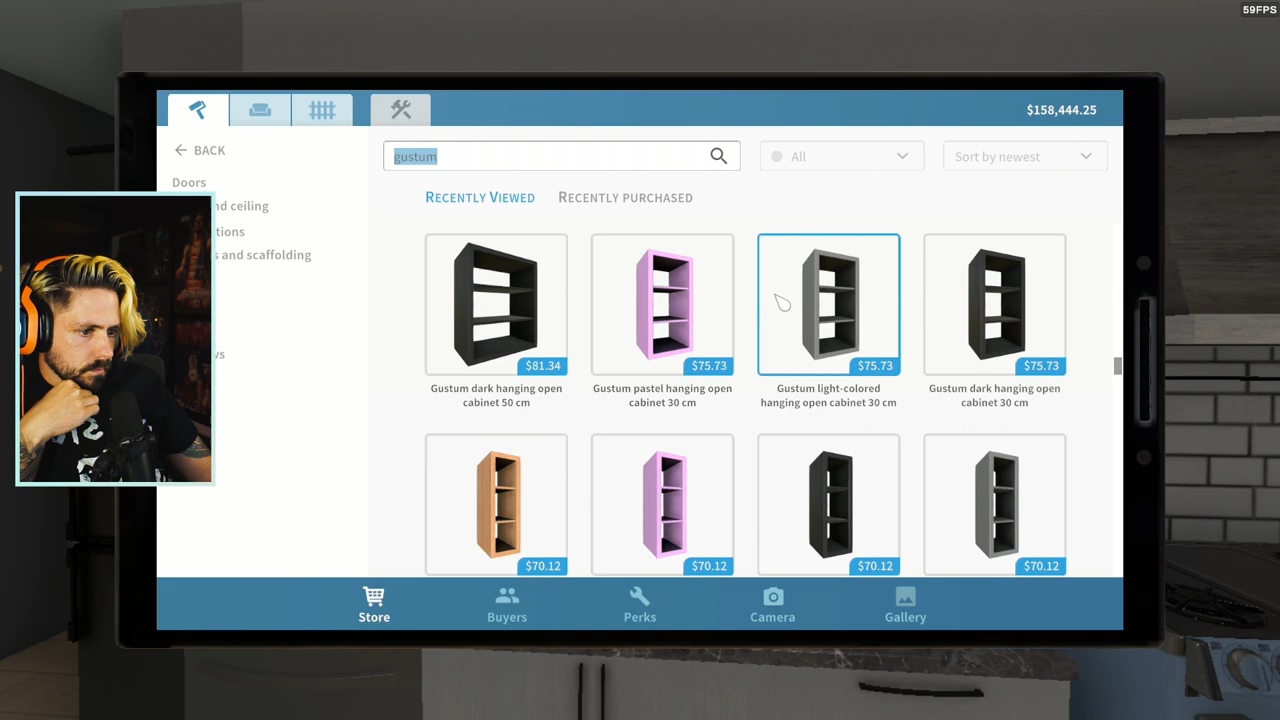 59FPS
$158,444.25
BACK
gustum
All
Sort by newest
Doors
nd ceiling
tions
s and scaffolding
ws
RECENTLY VIEWED
RECENTLY PURCHASED
$81.34
$75.73
$75.73
$75.73
Gustum dark hanging open
cabinet 50 cm
Gustum pastel hanging open
cabinet 30 cm
Gustum light-colored
hanging open cabinet 30 cm
Gustum dark hanging open
cabinet 30 cm
$70.12
$70.12
$70.12
$70.12
Store
Buyers
Perks
Camera
Gallery